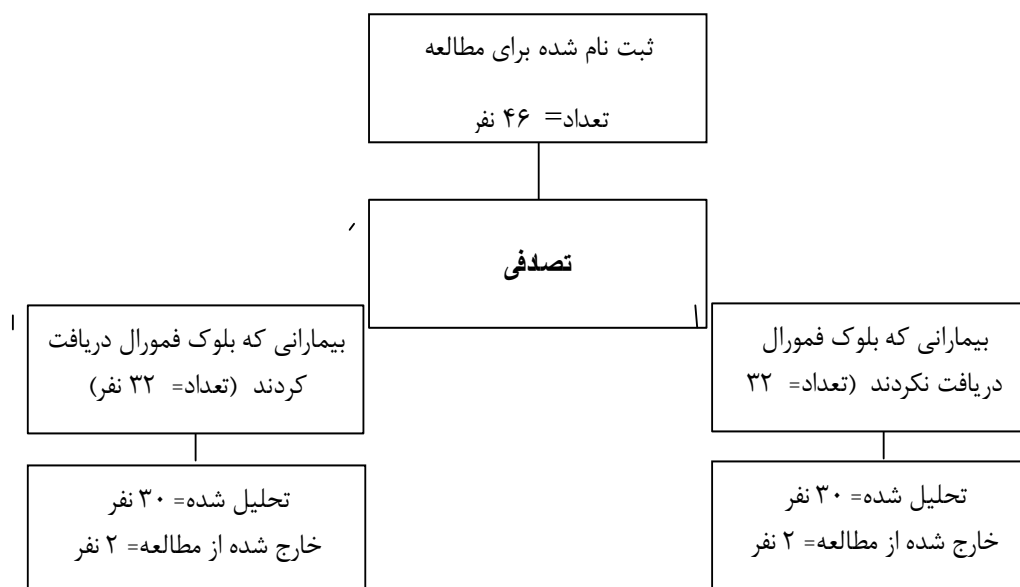 ثبت نام شده برای مطالعه
تعداد= ۴۶ نفر
تصادفی
بیمارانی که بلوک فمورال
دریافت نکردند (تعداد= ۳۲
بیمارانی که بلوک فمورال دریافت
کردند (تعداد= ۳۲ نفر)
تحلیل شده= ۳۰ نفر
خارج شده از مطالعه= ۲ نفر
تحلیل شده= ۳۰ نفر
خارج شده از مطالعه= ۲ نفر